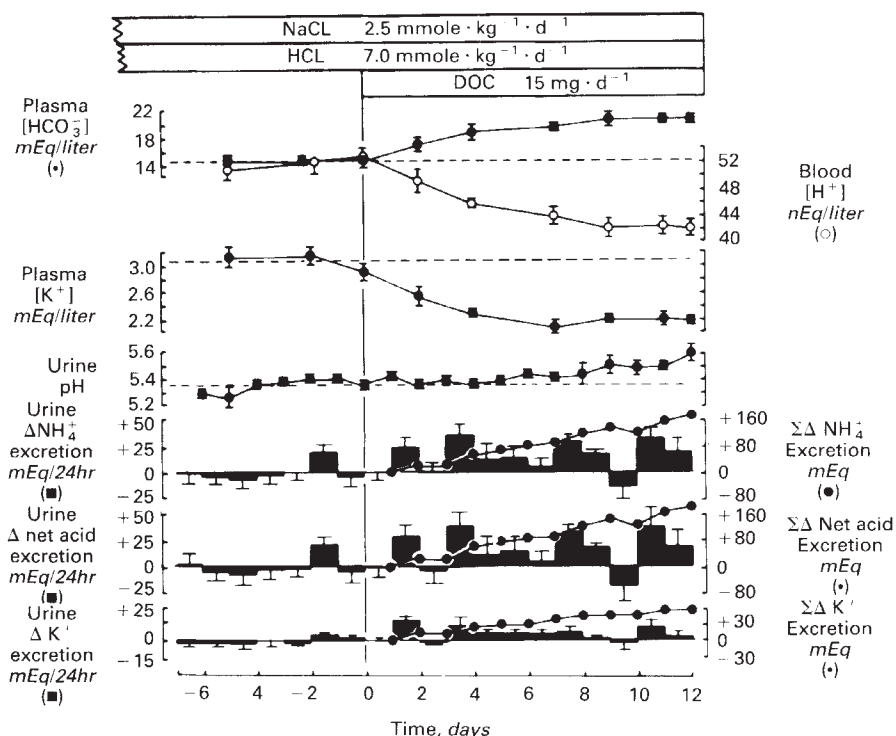 NaCL 2.5 mmole · kg⁻¹ · d⁻¹
HCL 7.0 mmole · kg⁻¹ · d⁻¹
DOC 15 mg · d⁻¹
Plasma
[HCO₃⁻]
mEq/liter
(•)
22
18
14
52
48
44
40
Blood
[H⁺]
nEq/liter
(○)
Plasma
[K⁺]
mEq/liter
3.0
2.6
2.2
Urine
pH
5.6
5.4
5.2
Urine
ΔNH₄⁺
excretion
mEq/24hr
(■)
+50
+25
0
−25
+160
+80
0
−80
ΣΔ NH₄⁺
Excretion
mEq
(●)
Urine
Δ net acid
excretion
mEq/24hr
(■)
+50
+25
0
−25
+160
+80
0
−80
ΣΔ Net acid
Excretion
mEq
(•)
Urine
Δ K⁺
excretion
mEq/24hr
(■)
+25
0
−15
+30
0
−30
ΣΔ K⁺
Excretion
mEq
(•)
−6 4 −2 0 2 4 6 8 10 12
Time, days